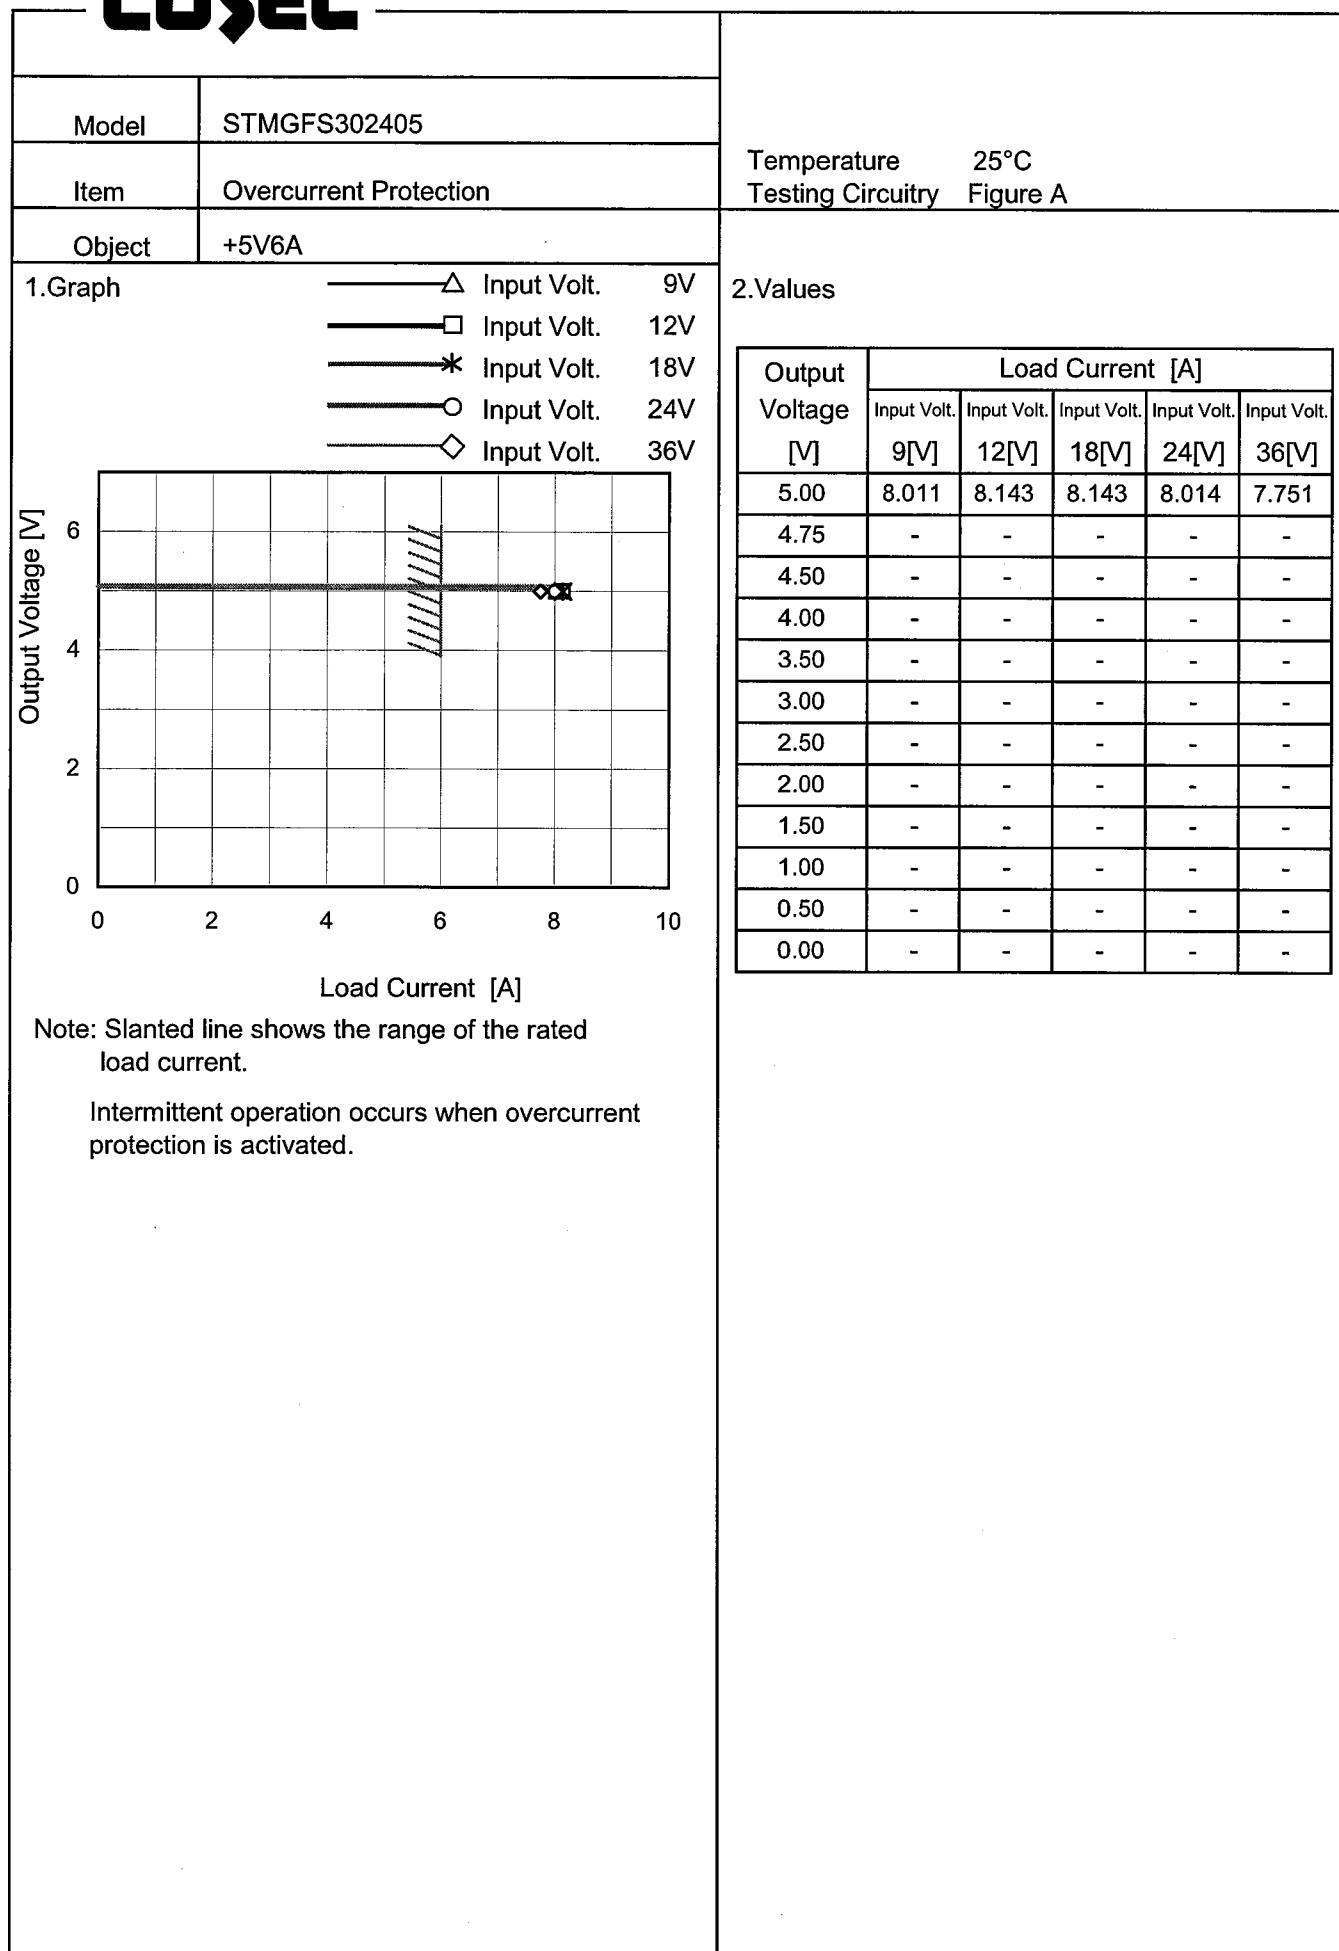 COSEL
Model STMGFS302405
Item Overcurrent Protection
Object +5V6A
Temperature 25°C
Testing Circuitry Figure A
1.Graph
Input Volt. 9V
Input Volt. 12V
Input Volt. 18V
Input Volt. 24V
Input Volt. 36V
Output Voltage [V]
6
4
2
0
0 2 4 6 8 10
Load Current [A]
Note: Slanted line shows the range of the rated
load current.
Intermittent operation occurs when overcurrent
protection is activated.
2.Values
Output Load Current [A]
Voltage Input Volt. Input Volt. Input Volt. Input Volt. Input Volt.
[V] 9[V] 12[V] 18[V] 24[V] 36[V]
5.00 8.011 8.143 8.143 8.014 7.751
4.75 - - - - -
4.50 - - - - -
4.00 - - - - -
3.50 - - - - -
3.00 - - - - -
2.50 - - - - -
2.00 - - - - -
1.50 - - - - -
1.00 - - - - -
0.50 - - - - -
0.00 - - - - -